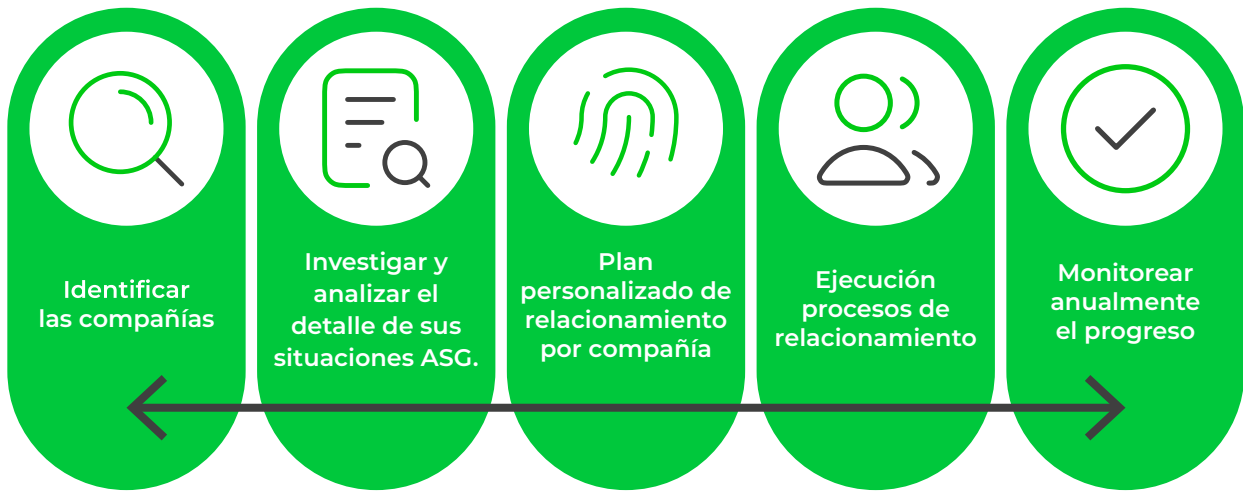 Identificar
las compañías
Investigar y
analizar el
detalle de sus
situaciones ASG.
Plan
personalizado de
relacionamiento
por compañía
Ejecución
procesos de
relacionamiento
Monitorear
anualmente
el progreso